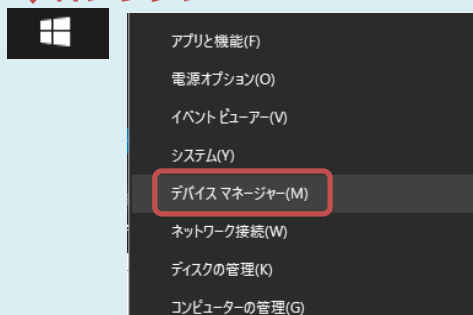 アプリと機能(F)
電源オプション(O)
イベント ビューアー(V)
システム(Y)
デバイス マネージャー(M)
ネットワーク接続(W)
ディスクの管理(K)
コンピューターの管理(G)